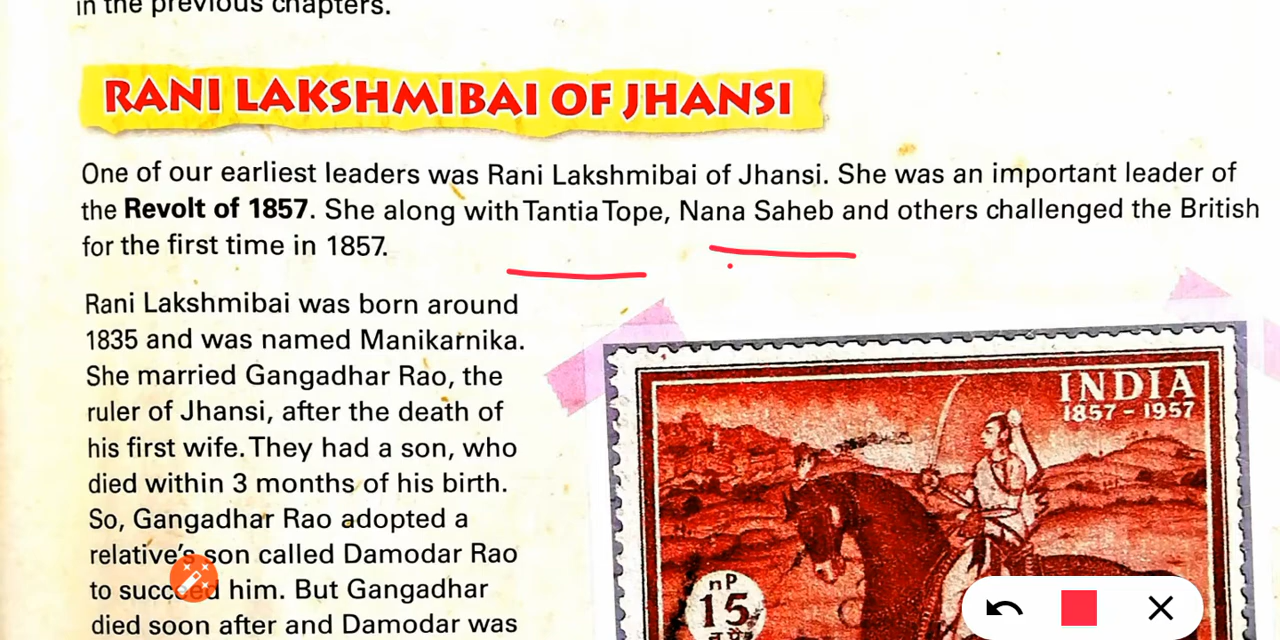 in the previous chapters.
RANI LAKSHMIBAI OF JHANSI
One of our earliest leaders was Rani Lakshmibai of Jhansi. She was an important leader of
the Revolt of 1857. She along with Tantia Tope, Nana Saheb and others challenged the British
for the first time in 1857.
Rani Lakshmibai was born around
1835 and was named Manikarnika.
She married Gangadhar Rao, the
ruler of Jhansi, after the death of
his first wife. They had a son, who
died within 3 months of his birth.
So, Gangadhar Rao adopted a
relative's son called Damodar Rao
to succeed him. But Gangadhar
died soon after and Damodar was
INDIA
1857 - 1957
nP
15